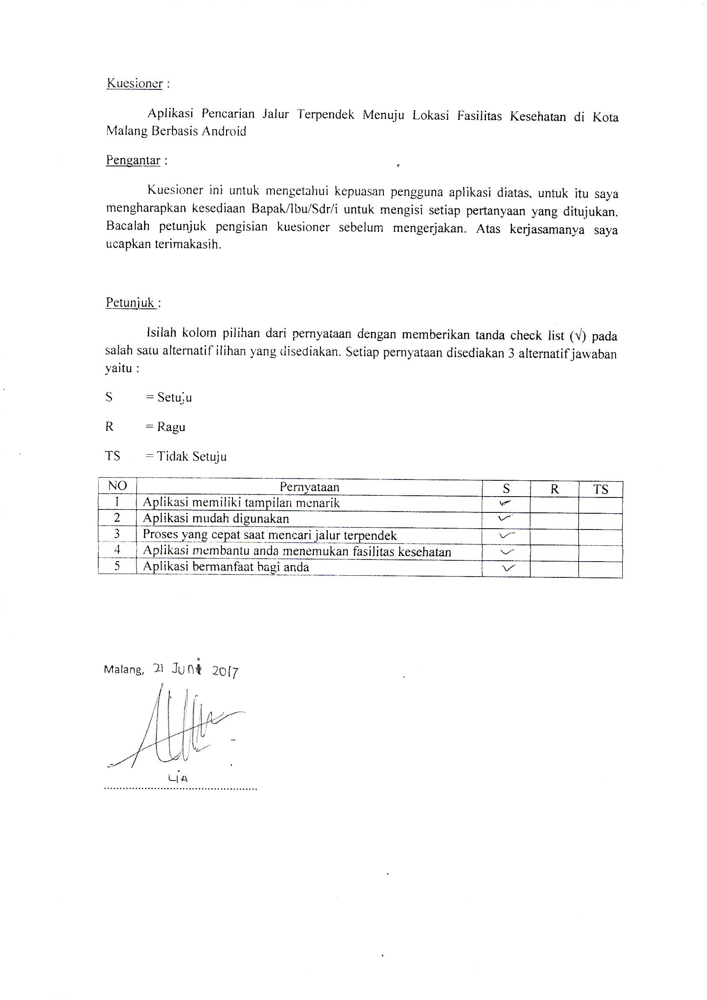 Kuesioner :
Aplikasi Pencarian Jalur Terpendek Menuju Lokasi Fasilitas Kesehatan di Kota
Malang Berbasis Android
Pengantar :
Kuesioner ini untuk mengetahui kepuasan pengguna aplikasi diatas, untuk itu saya
mengharapkan kesediaan Bapak/Ibu/Sdr/i untuk mengisi setiap pertanyaan yang ditujukan.
Bacalah petunjuk pengisian kuesioner sebelum mengerjakan. Atas kerjasamanya saya
ucapkan terimakasih.
Petunjuk :
Isilah kolom pilihan dari pernyataan dengan memberikan tanda check list (√) pada
salah satu alternatif ilihan yang disediakan. Setiap pernyataan disediakan 3 alternatif jawaban
yaitu :
S = Setuju
R = Ragu
TS = Tidak Setuju
NO Pernyataan S R TS
1 Aplikasi memiliki tampilan menarik ✓
2 Aplikasi mudah digunakan ✓
3 Proses yang cepat saat mencari jalur terpendek ✓
4 Aplikasi membantu anda menemukan fasilitas kesehatan ✓
5 Aplikasi bermanfaat bagi anda ✓
Malang, 21 Juni 2017
LIA